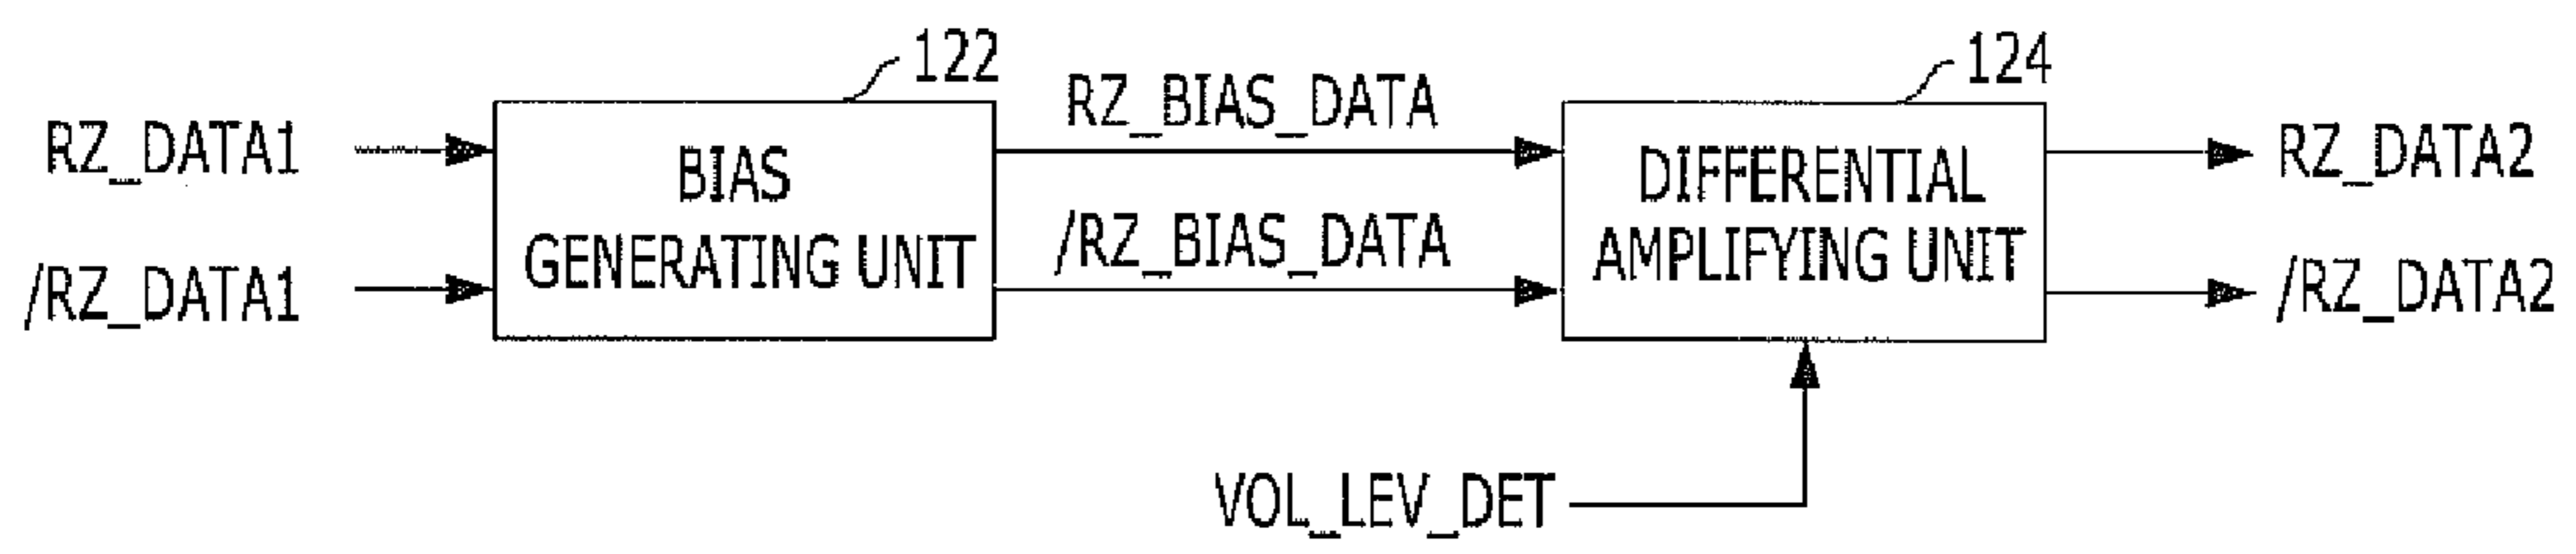 122
124
RZ_DATA1
/RZ_DATA1
BIAS
GENERATING UNIT
RZ_BIAS_DATA
/RZ_BIAS_DATA
DIFFERENTIAL
AMPLIFYING UNIT
RZ_DATA2
/RZ_DATA2
VOL_LEV_DET